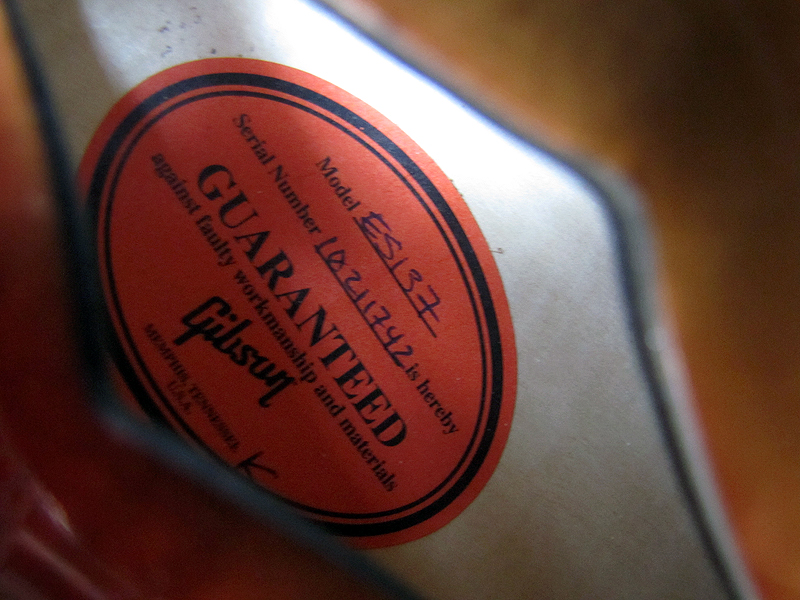 Model ES137
Serial Number 10211742 is hereby
GUARANTEED
against faulty workmanship and materials
Gibson
MEMPHIS, TENNESSEE
U.S.A.
K